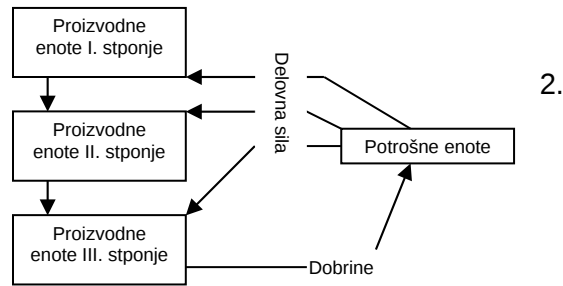 Proizvodne
enote I. stponje
Delovna sila
2.
Proizvodne
enote II. stponje
Potrošne enote
Proizvodne
enote III. stponje
Dobrine